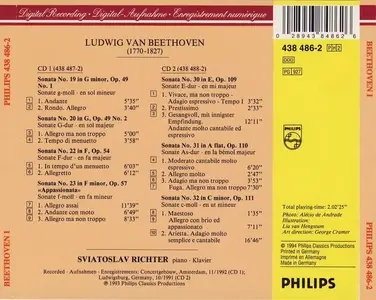 Digital Recording • Digital-Aufnahme • Enregistrement numérique
LUDWIG VAN BEETHOVEN
(1770-1827)
CD 1 (438 487-2)
Sonata No. 19 in G minor, Op. 49
No. 1
Sonate g-moll - en sol mineur
1. Andante 5'35"
2. Rondo. Allegro 3'43"
Sonata No. 20 in G, Op. 49 No. 2
Sonate G-dur - en sol majeur
1. Allegro ma non troppo 5'00"
2. Tempo di menuetto 3'58"
Sonata No. 22 in F, Op. 54
Sonate F-dur - en fa majeur
1. In tempo d'un menuetto 6'03"
2. Allegretto 6'12"
Sonata No. 23 in F minor, Op. 57
«Appassionata»
Sonate f-moll - en fa mineur
1. Allegro assai 11'39"
2. Andante con moto 6'49"
3. Allegro ma non troppo 8'35"
CD 2 (438 488-2)
Sonata No. 30 in E, Op. 109
Sonate E-dur - en mi majeur
1. Vivace, ma non troppo -
Adagio espressivo - Tempo I 3'32"
2. Prestissimo 2'33"
3. Gesangvoll, mit innigster
Empfindung. 12'11"
Andante molto cantabile ed
espressivo
Sonata No. 31 in A flat, Op. 110
Sonate As-dur - en la bémol majeur
1. Moderato cantabile molto
espressivo 6'20"
2. Allegro molto 2'47"
3. Adagio ma non troppo 3'21"
4. Fuga. Allegro ma non troppo 7'30"
Sonata No. 32 in C minor, Op. 111
Sonate c-moll - en ut mineur
1. Maestoso 1'35"
Allegro con brio ed
appassionato 7'11"
2. Arietta. Adagio molto
semplice e cantabile 16'46"
SVIATOSLAV RICHTER piano - Klavier
Recorded - Aufnahmen - Enregistrements: Concertgebouw, Amsterdam, 11/1992 (CD 1);
Ludwigsburg, Germany, 10/1991 (CD 2)
℗ 1993 Philips Classics Productions
438 486-2
DDD
PG 927
0 28943 84862 6
PHILIPS
Total playing-time: 2.02'25"
Photo: Alécio de Andrade
Illustration:
Lia van Hengstum
Art direction: George Cramer
© 1994 Philips Classics Productions
Printed in Germany
Imprimé en Allemagne
Made in Germany
PHILIPS
PHILIPS 438 486-2
BEETHOVEN 1
BEETHOVEN 1
PHILIPS 438 486-2